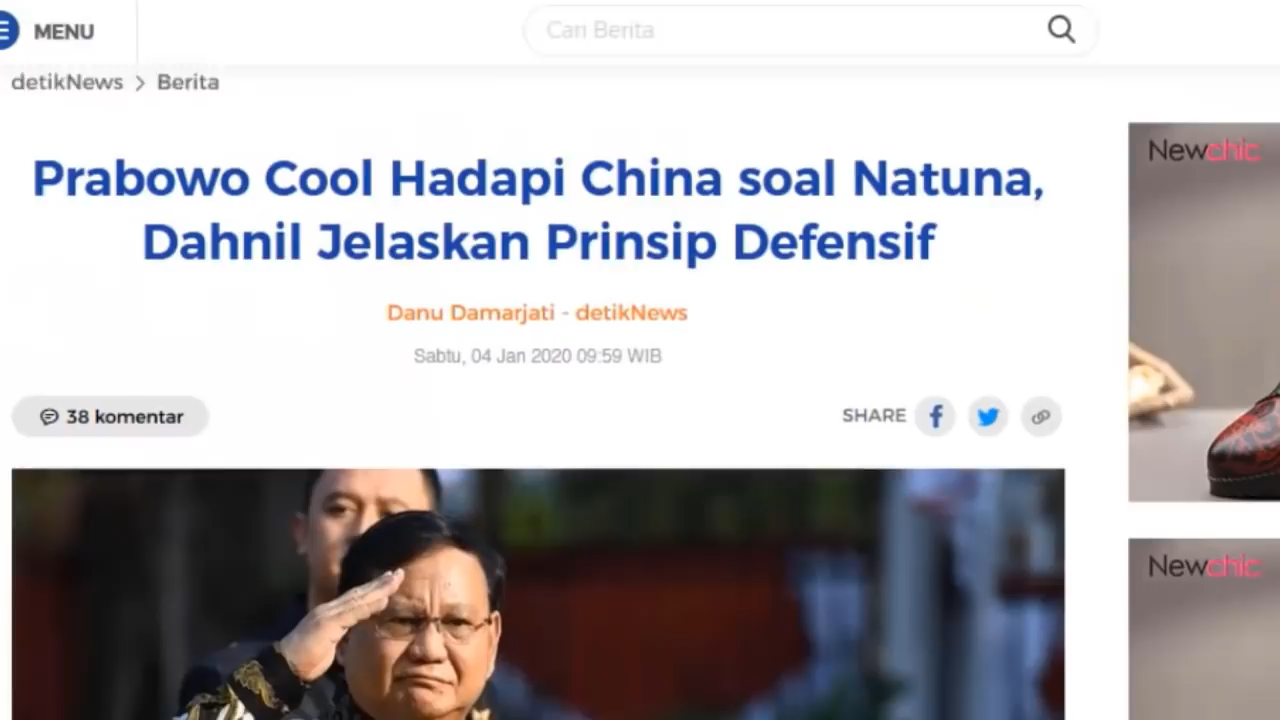 MENU
Cari Berita
detikNews > Berita
Prabowo Cool Hadapi China soal Natuna,
Dahnil Jelaskan Prinsip Defensif
Danu Damarjati - detikNews
Sabtu, 04 Jan 2020 09:59 WIB
38 komentar
SHARE
Newchic
Newchic